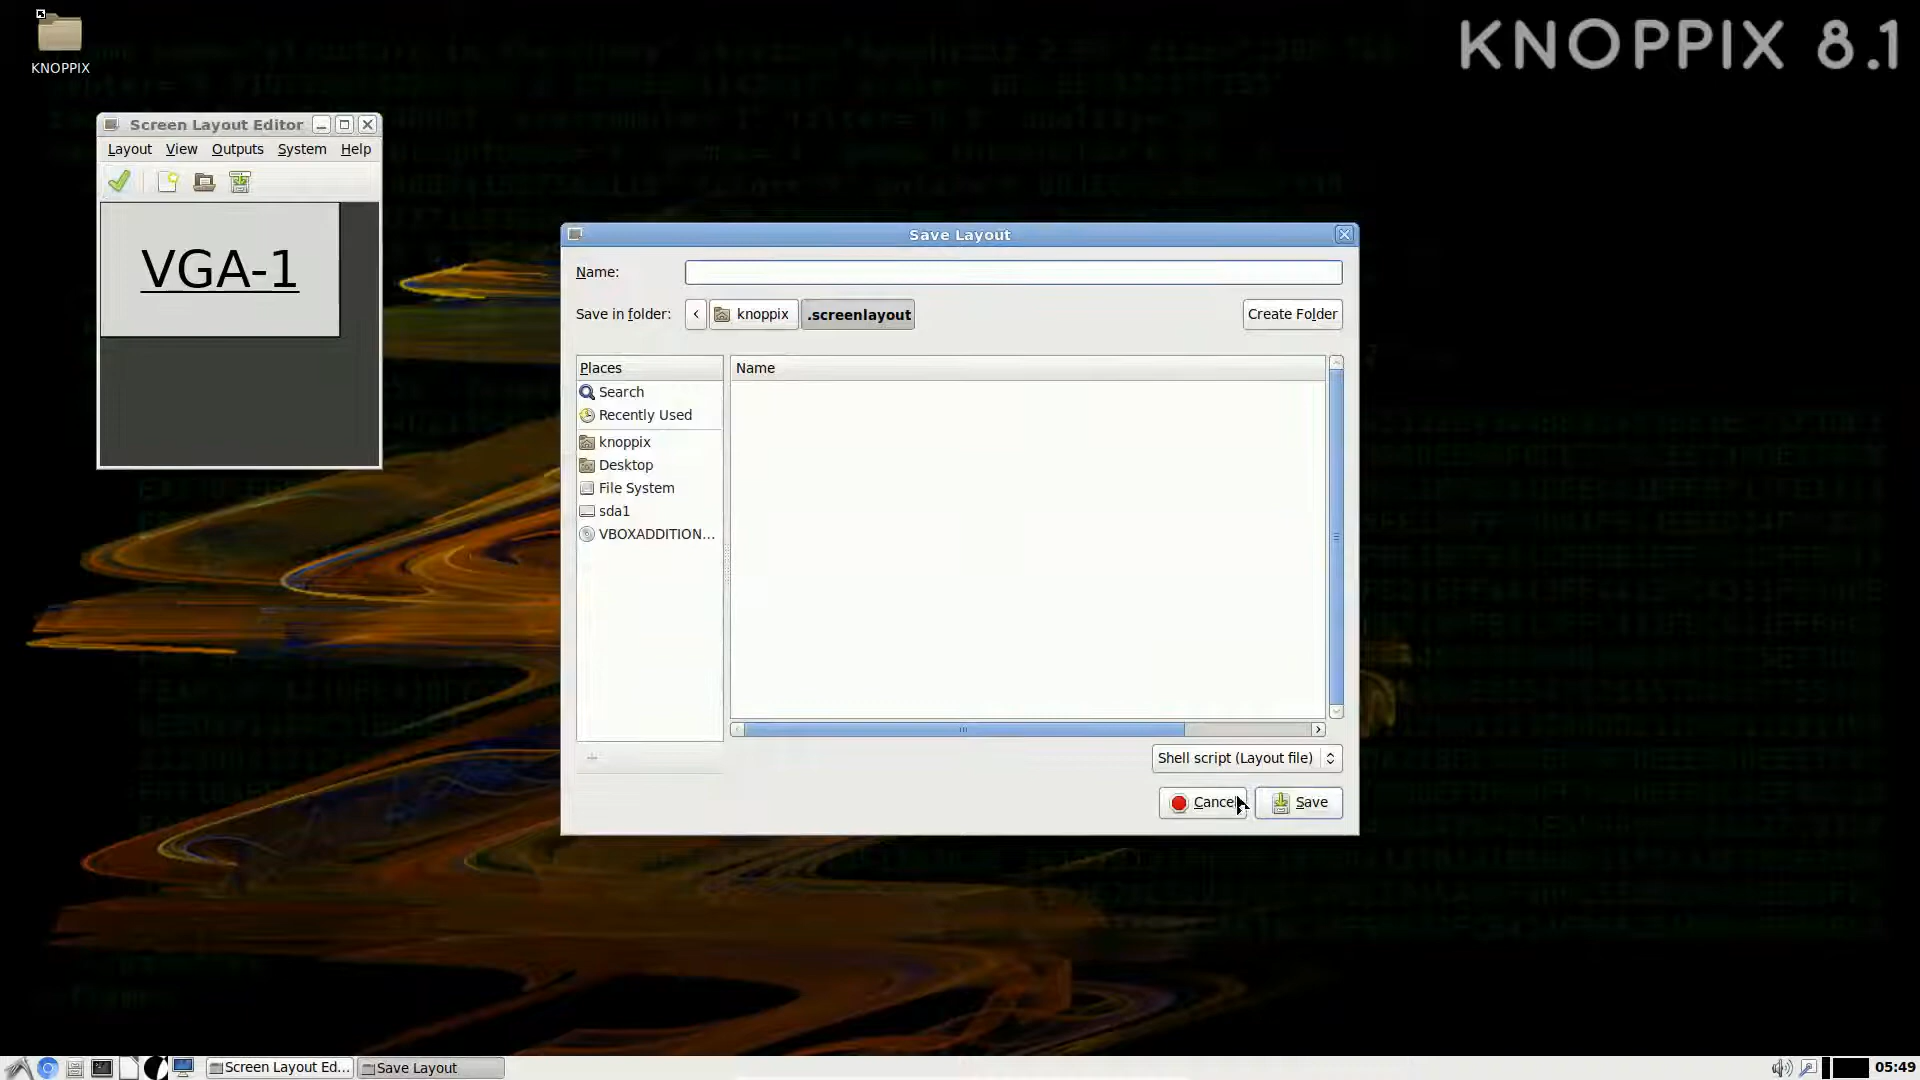 KNOPPIX 8.1
KNOPPIX
Screen Layout Editor
Layout View Outputs System Help
VGA-1
Save Layout
Name:
Save in folder: knoppix .screenlayout Create Folder
Places
Name
Search
Recently Used
knoppix
Desktop
File System
sda1
VBOXADDITION...
Shell script (Layout file)
Cancel Save
Screen Layout Ed... Save Layout 05:49